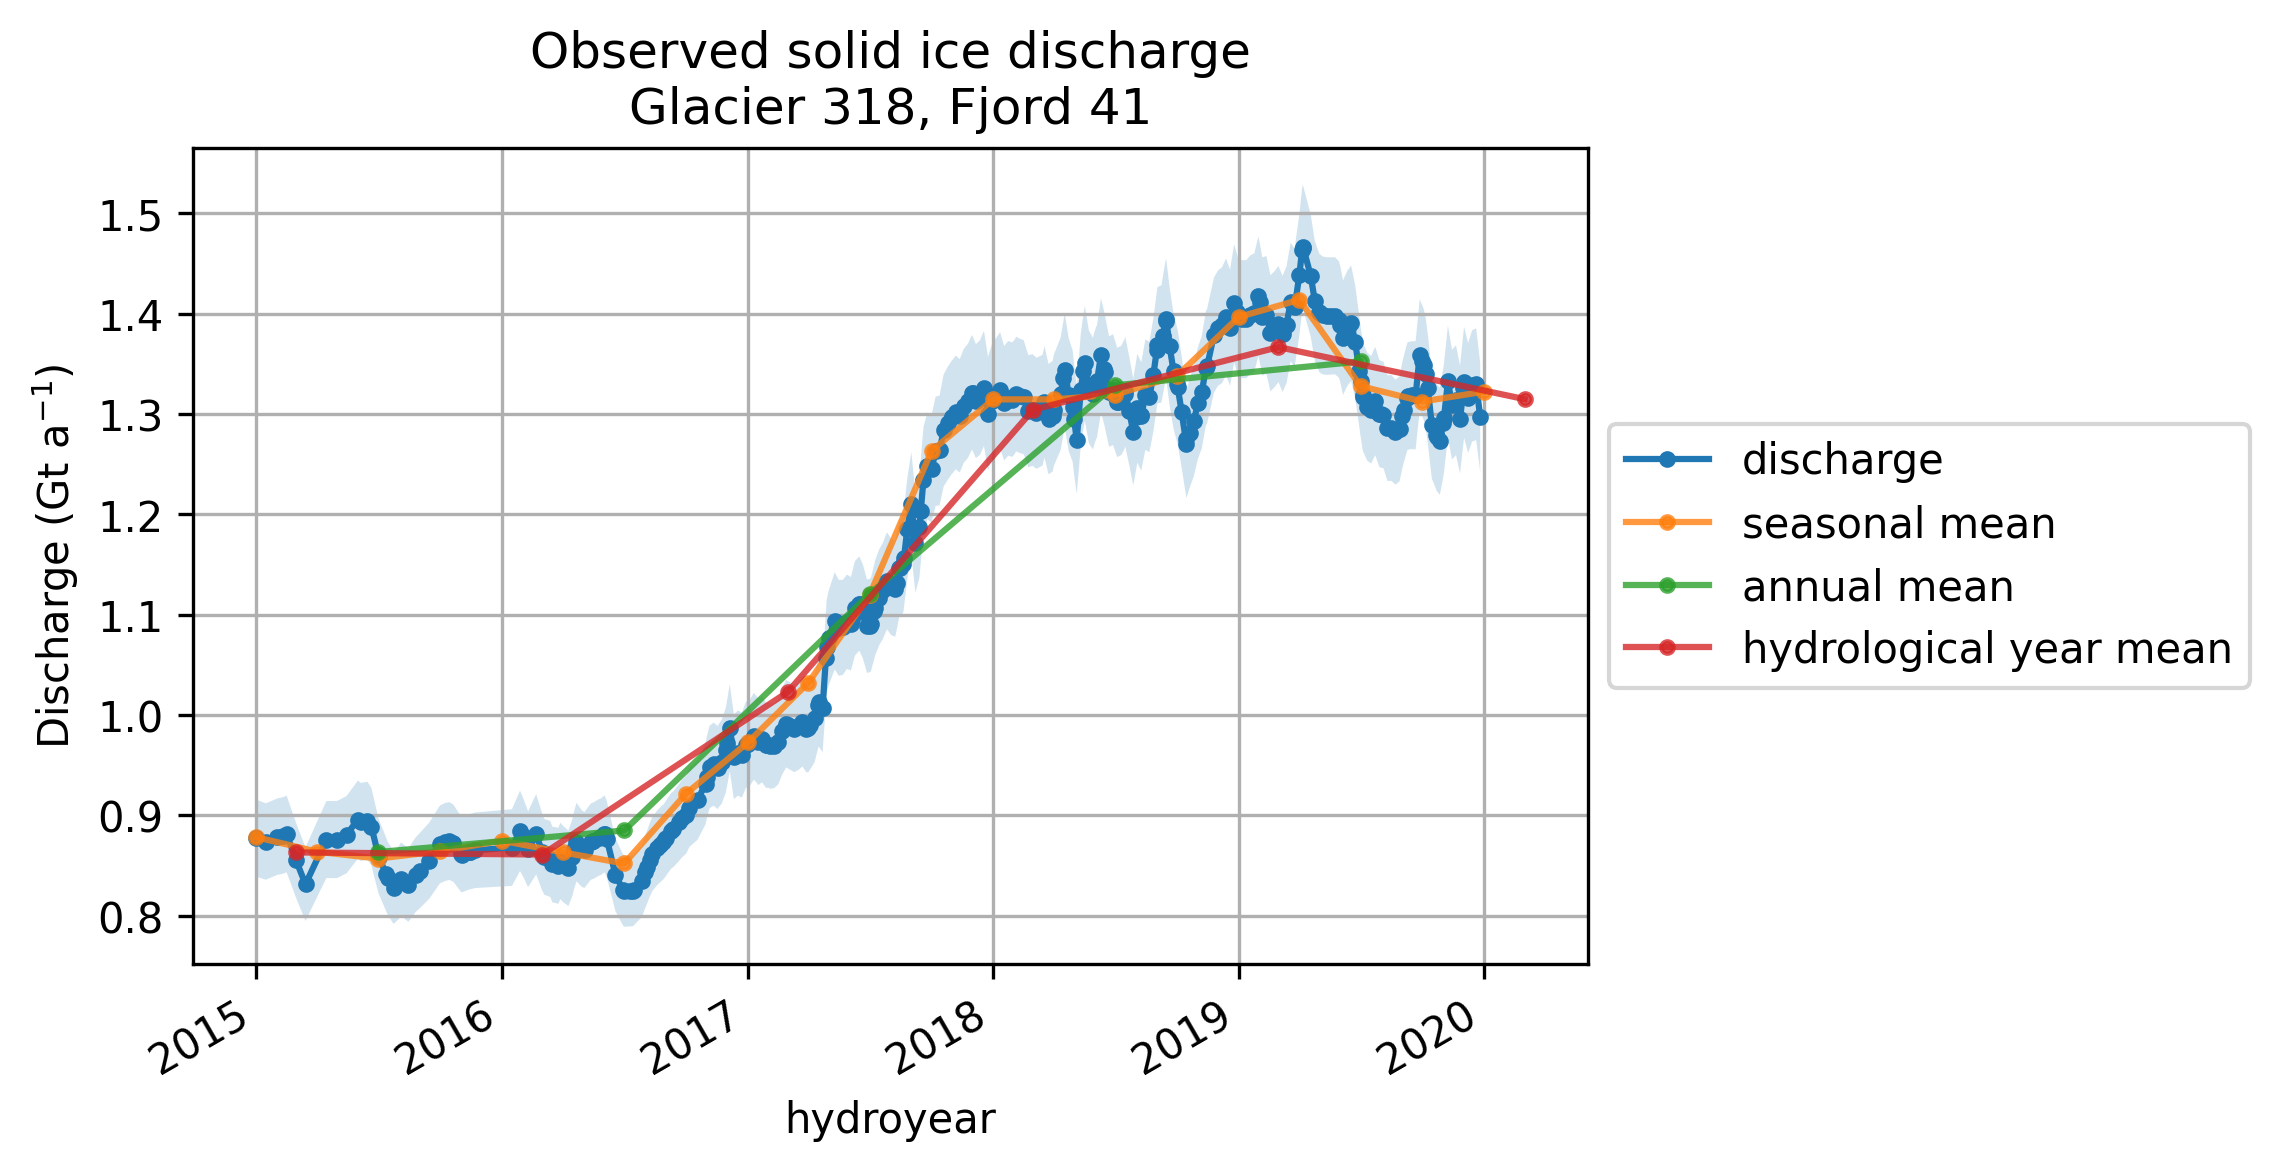 Observed solid ice discharge
Glacier 318, Fjord 41
Discharge (Gt a⁻¹)
1.5
1.4
1.3
1.2
1.1
1.0
0.9
0.8
2015
2016
2017
2018
2019
2020
hydroyear
discharge
seasonal mean
annual mean
hydrological year mean